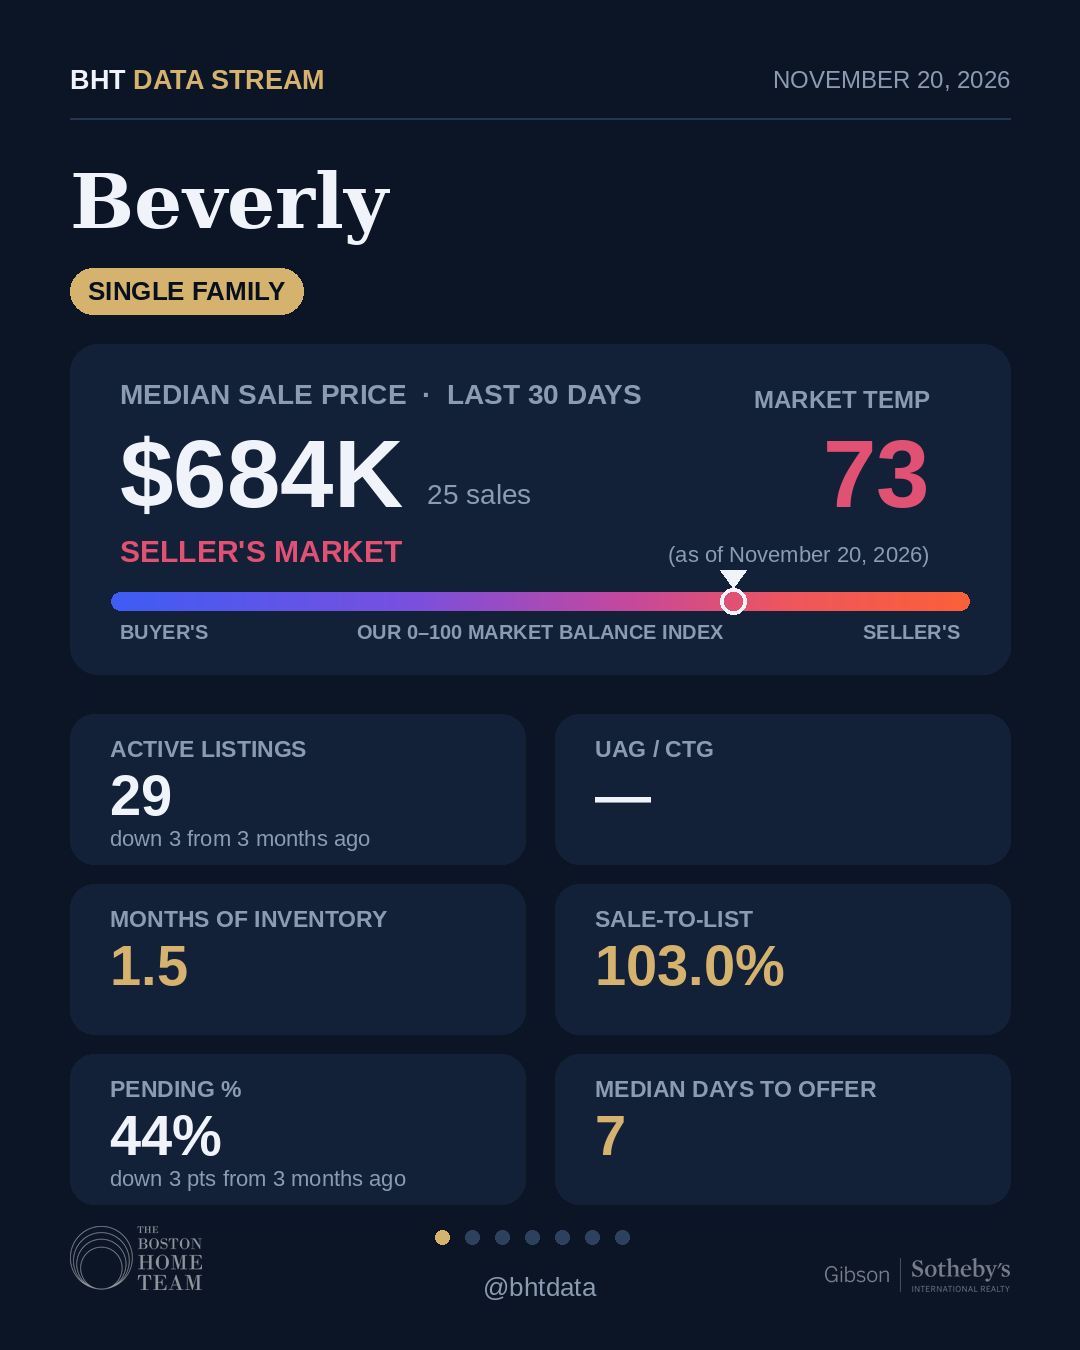 BHT DATA STREAM
NOVEMBER 20, 2026
Beverly
SINGLE FAMILY
MEDIAN SALE PRICE · LAST 30 DAYS
MARKET TEMP
$684K 25 sales
73
SELLER'S MARKET
(as of November 20, 2026)
BUYER'S
OUR 0–100 MARKET BALANCE INDEX
SELLER'S
ACTIVE LISTINGS
29
down 3 from 3 months ago
UAG / CTG
—
MONTHS OF INVENTORY
1.5
SALE-TO-LIST
103.0%
PENDING %
44%
down 3 pts from 3 months ago
MEDIAN DAYS TO OFFER
7
THE
BOSTON
HOME
TEAM
@bhtdata
Gibson
Sotheby's
INTERNATIONAL REALTY